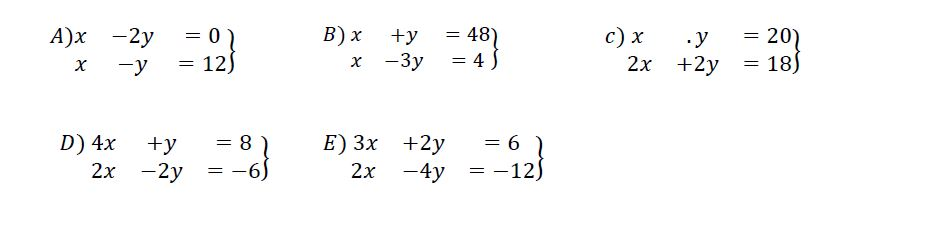 A)x −2y = 0
x −y = 12}
B) x +y = 48
x −3y = 4}
c) x . y = 20
2x +2y = 18}
D) 4x +y = 8
2x −2y = −6}
E) 3x +2y = 6
2x −4y = −12}